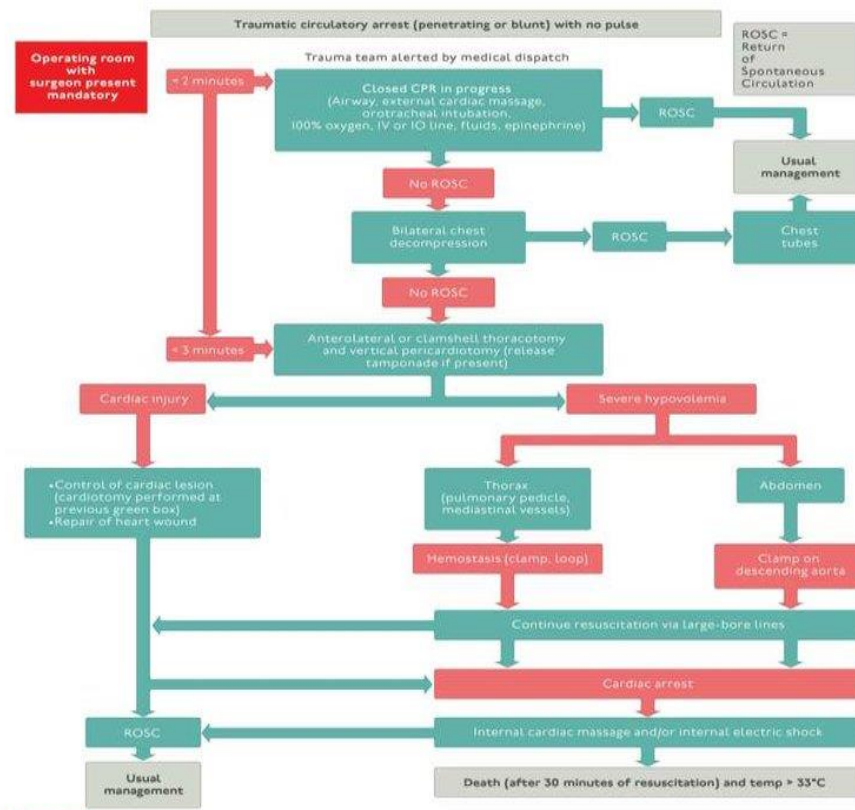 Traumatic circulatory arrest (penetrating or blunt) with no pulse
ROSC =
Return
of
Spontaneous
Circulation
Operating room
with
surgeon present
mandatory
Trauma team alerted by medical dispatch
< 2 minutes
Closed CPR in progress
(Airway, external cardiac massage,
orotracheal intubation,
100% oxygen, IV or IO line, fluids, epinephrine)
ROSC
Usual
management
No ROSC
Bilateral chest
decompression
ROSC
Chest
tubes
No ROSC
< 3 minutes
Anterolateral or clamshell thoracotomy
and vertical pericardiotomy (release
tamponade if present)
Cardiac injury
Severe hypovolemia
•Control of cardiac lesion
(cardiotomy performed at
previous green box)
•Repair of heart wound
Thorax
(pulmonary pedicle,
mediastinal vessels)
Abdomen
Hemostasis (clamp, loop)
Clamp on
descending aorta
Continue resuscitation via large-bore lines
Cardiac arrest
ROSC
Internal cardiac massage and/or internal electric shock
Usual
management
Death (after 30 minutes of resuscitation) and temp > 33°C